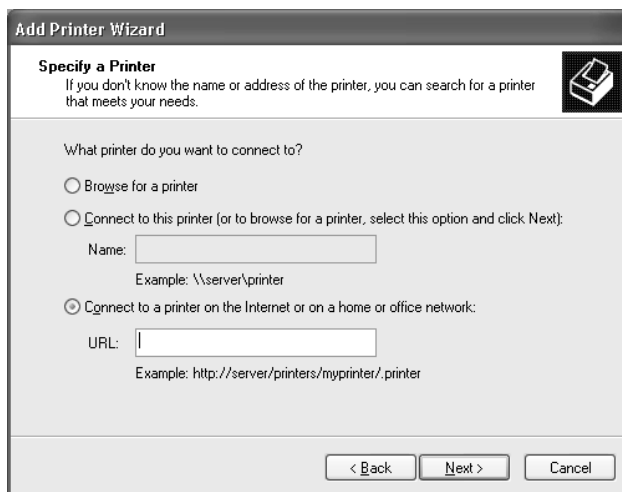 Add Printer Wizard
Specify a Printer
If you don't know the name or address of the printer, you can search for a printer
that meets your needs.
What printer do you want to connect to?
Browse for a printer
Connect to this printer (or to browse for a printer, select this option and click Next):
Name:
Example: \\server\printer
Connect to a printer on the Internet or on a home or office network:
URL:
Example: http://server/printers/myprinter/.printer
< Back Next > Cancel